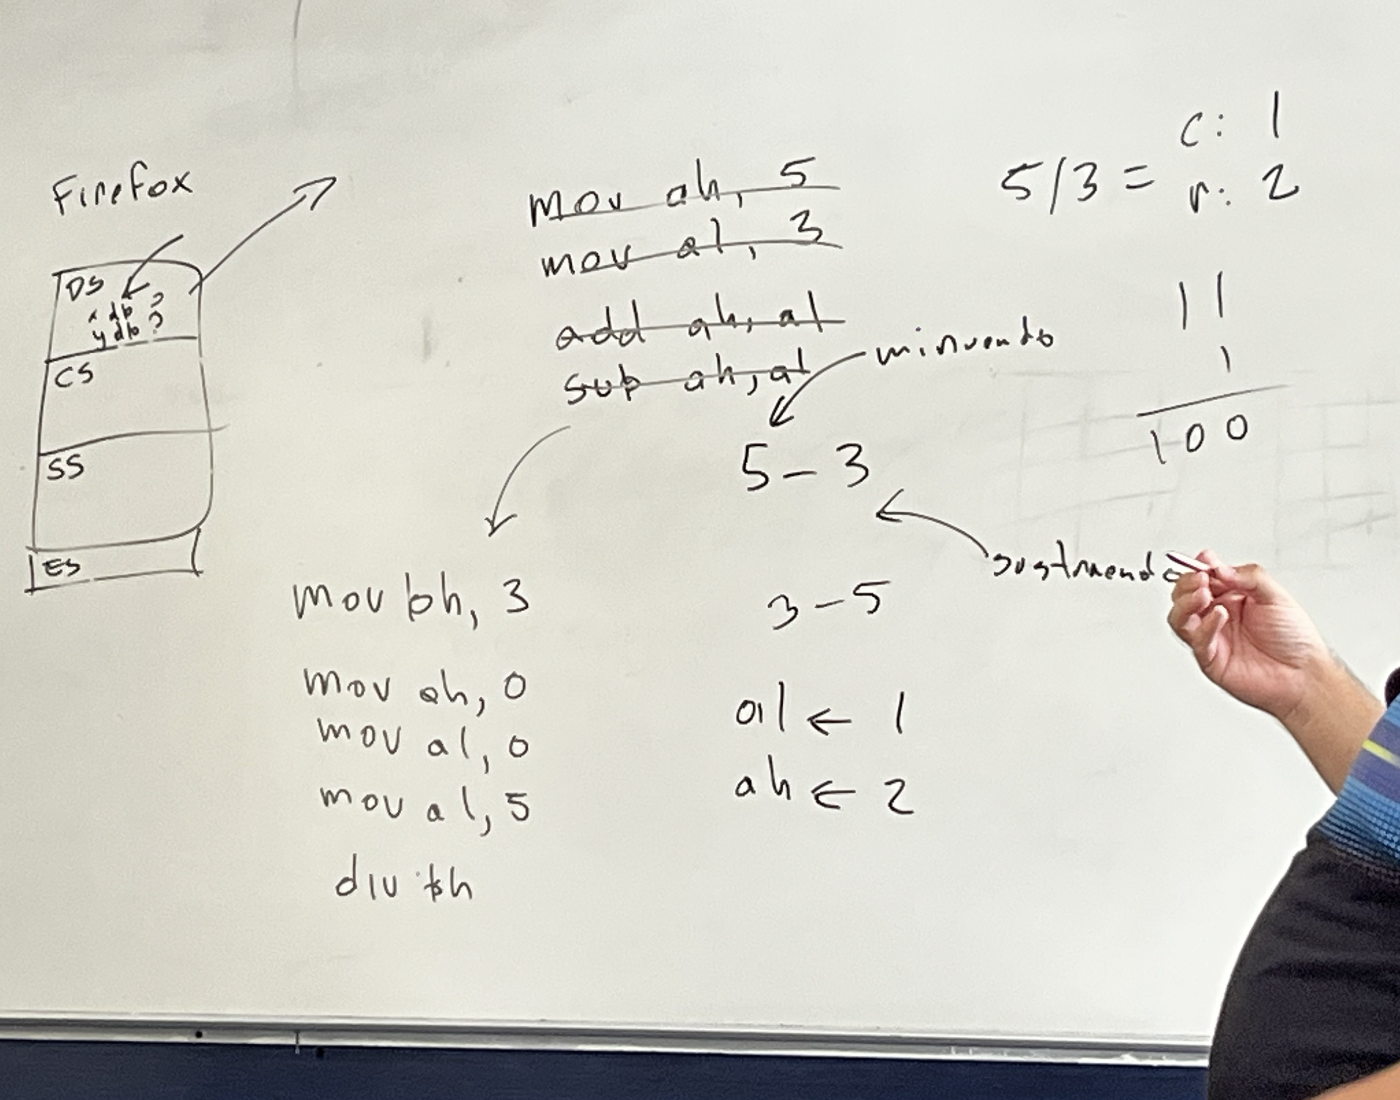 Firefox
DS
x db ?
y db ?
CS
SS
ES
mov ah, 5
mov al, 3
add ah, al
sub ah, al
minuendo
5 - 3
sustraendo
3 - 5
al ← 1
ah ← 2
mov bh, 3
mov ah, 0
mov al, 0
mov al, 5
div bh
5/3 =
c: 1
r: 2
11
1
100